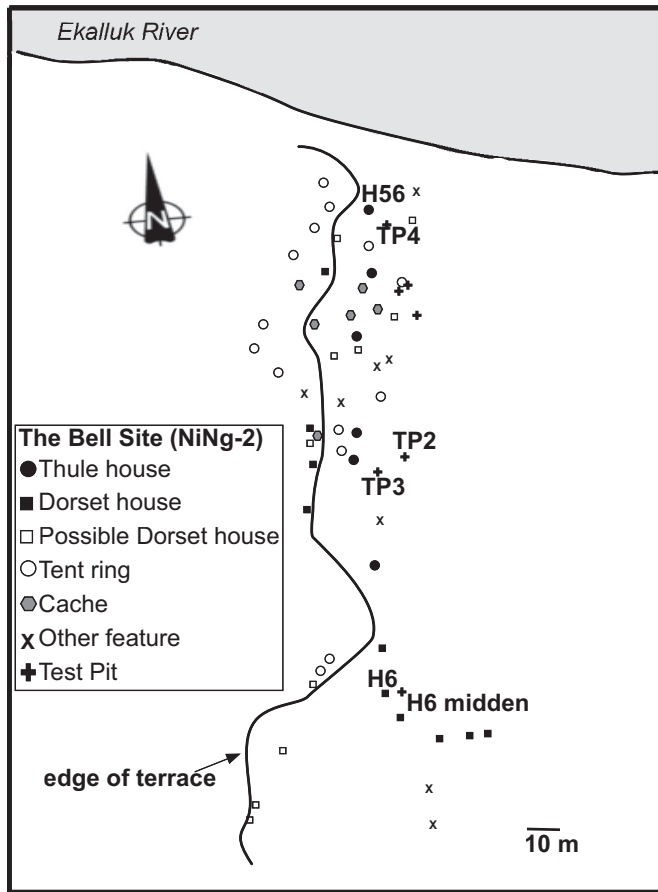 Ekalluk River
N
H56
TP4
The Bell Site (NiNg-2)
Thule house
Dorset house
Possible Dorset house
Tent ring
Cache
x Other feature
Test Pit
TP2
TP3
H6
H6 midden
edge of terrace
10 m